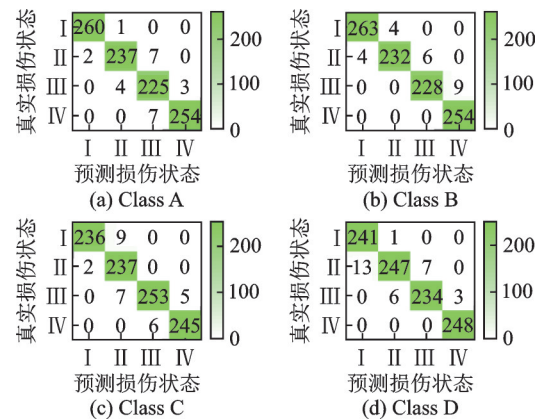 真实损伤状态
I 260 1 0 0
II 2 237 7 0
III 0 4 225 3
IV 0 0 7 254
I II III IV
预测损伤状态
200
100
0
(a) Class A
真实损伤状态
I 263 4 0 0
II 4 232 6 0
III 0 0 228 9
IV 0 0 0 254
I II III IV
预测损伤状态
200
100
0
(b) Class B
真实损伤状态
I 236 9 0 0
II 2 237 0 0
III 0 7 253 5
IV 0 0 6 245
I II III IV
预测损伤状态
200
100
0
(c) Class C
真实损伤状态
I 241 1 0 0
II 13 247 7 0
III 0 6 234 3
IV 0 0 0 248
I II III IV
预测损伤状态
200
100
0
(d) Class D